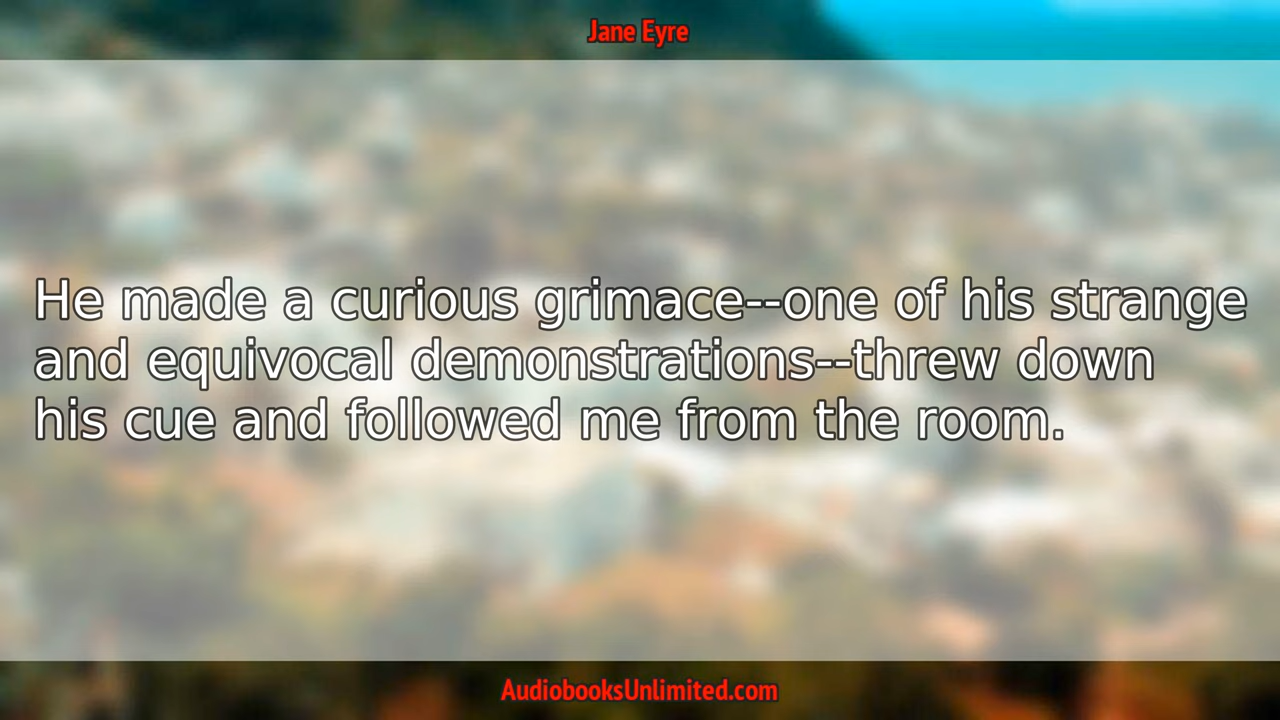 Jane Eyre
He made a curious grimace--one of his strange
and equivocal demonstrations--threw down
his cue and followed me from the room.
AudiobooksUnlimited.com